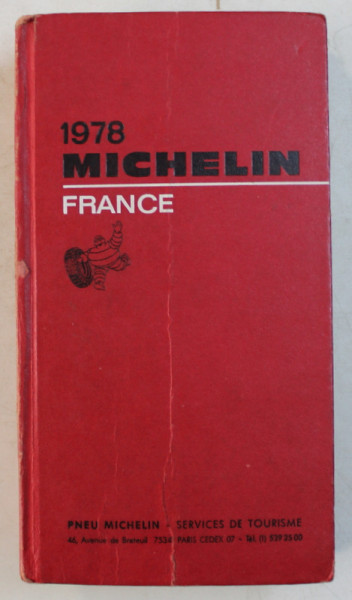 1978
MICHELIN
FRANCE
PNEU MICHELIN - SERVICES DE TOURISME
46, Avenue de Breteuil 75341 PARIS CEDEX 07 - Tél. (1) 539 25-00